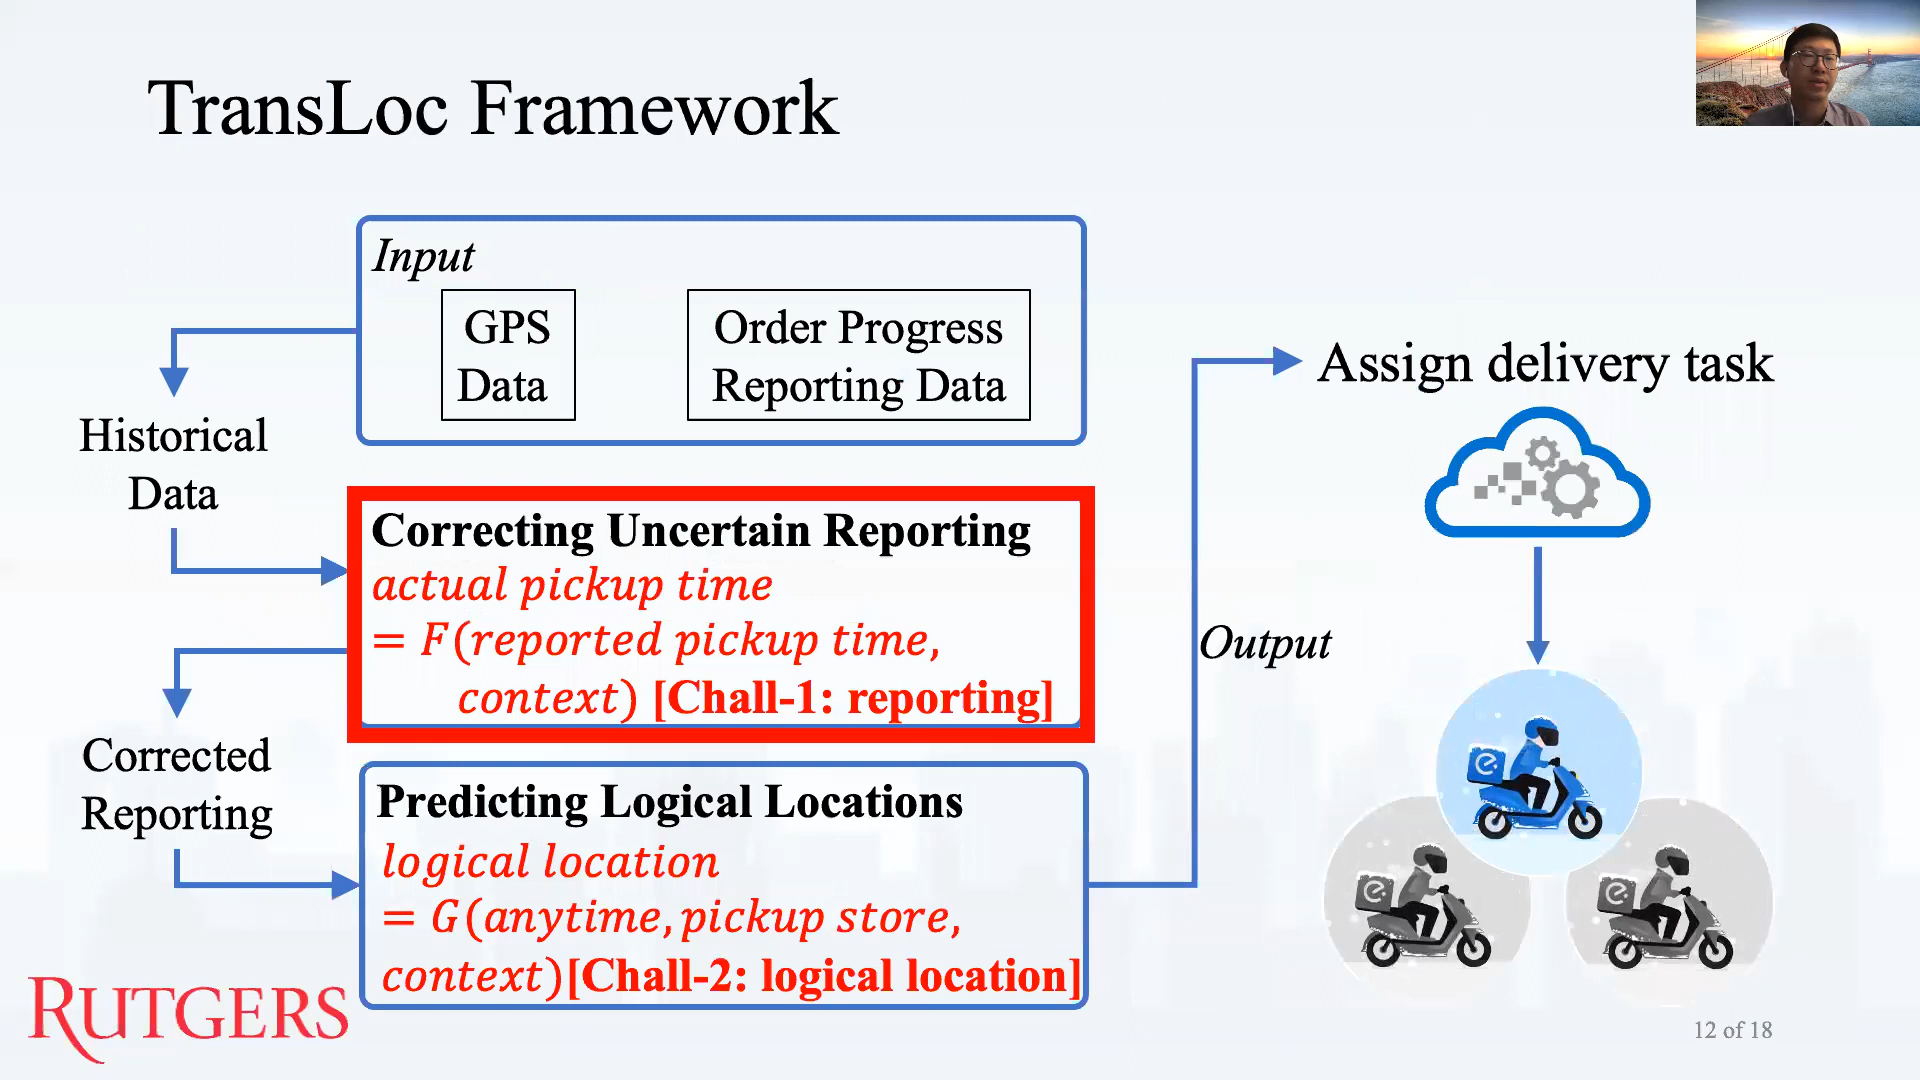 TransLoc Framework
Input
GPS
Data
Order Progress
Reporting Data
Historical
Data
Correcting Uncertain Reporting
actual pickup time
= F(reported pickup time,
context) [Chall-1: reporting]
Corrected
Reporting
Predicting Logical Locations
logical location
= G(anytime, pickup store,
context)[Chall-2: logical location]
Output
Assign delivery task
e
e
e
RUTGERS
12 of 18